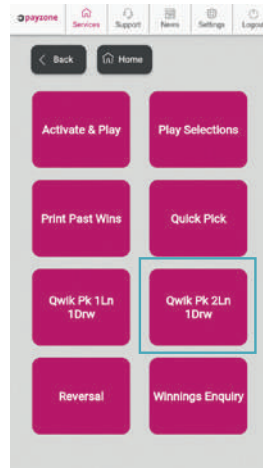 payzone Services Support News Settings Logout
Back Home
Activate & Play Play Selections
Print Past Wins Quick Pick
Qwik Pk 1Ln Qwik Pk 2Ln
1Drw 1Drw
Reversal Winnings Enquiry